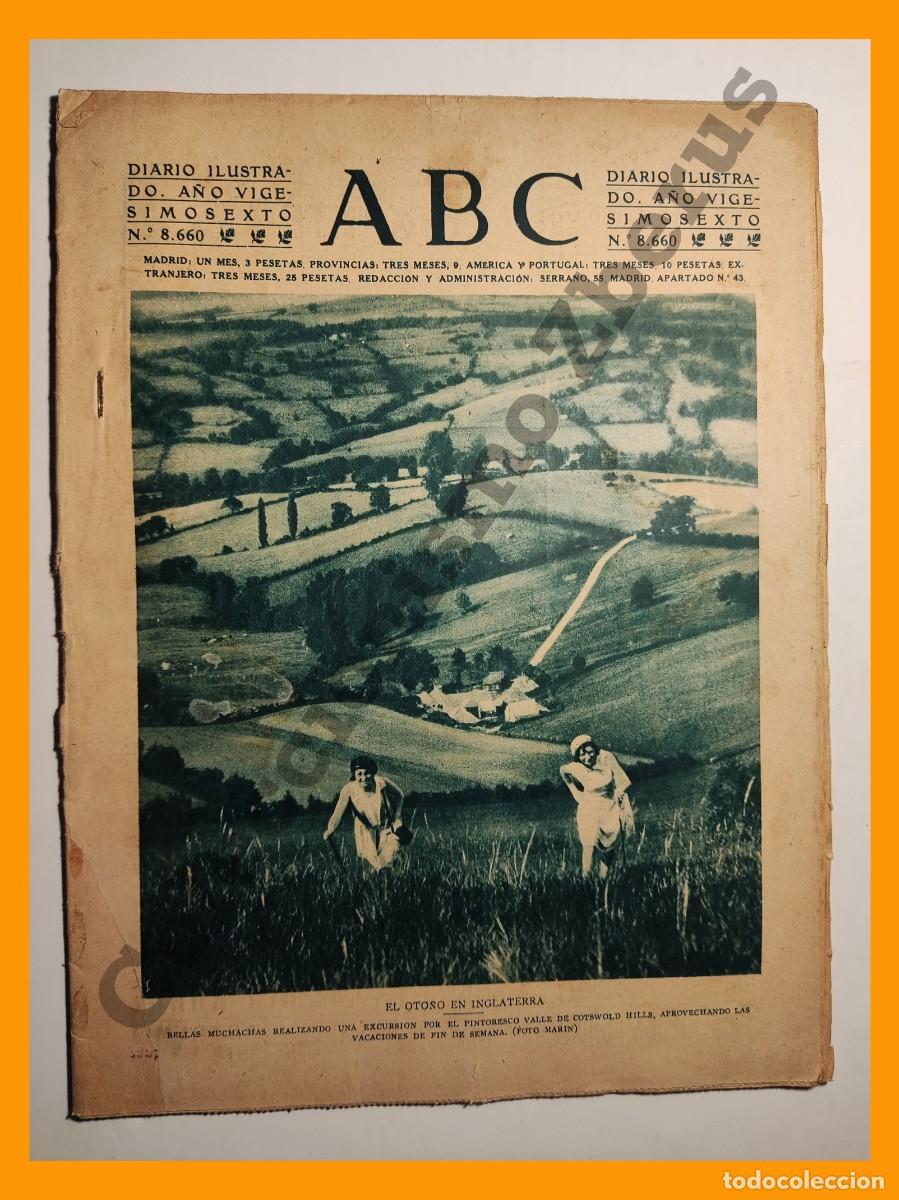 DIARIO ILUSTRA-
DO. AÑO VIGE-
SIMOSEXTO
N.° 8.660
ABC
DIARIO ILUSTRA-
DO. AÑO VIGE-
SIMOSEXTO
N.° 8.660
MADRID: UN MES, 3 PESETAS. PROVINCIAS: TRES MESES, 9. AMERICA Y PORTUGAL: TRES MESES, 10 PESETAS. EX-
TRANJERO: TRES MESES, 25 PESETAS. REDACCION Y ADMINISTRACIÓN: SERRANO, 55, MADRID. APARTADO N.° 43.
EL OTOÑO EN INGLATERRA
BELLAS MUCHACHAS REALIZANDO UNA EXCURSION POR EL PINTORESCO VALLE DE COTSWOLD HILLS, APROVECHANDO LAS
VACACIONES DE FIN DE SEMANA. (FOTO MARIN)
todocoleccion